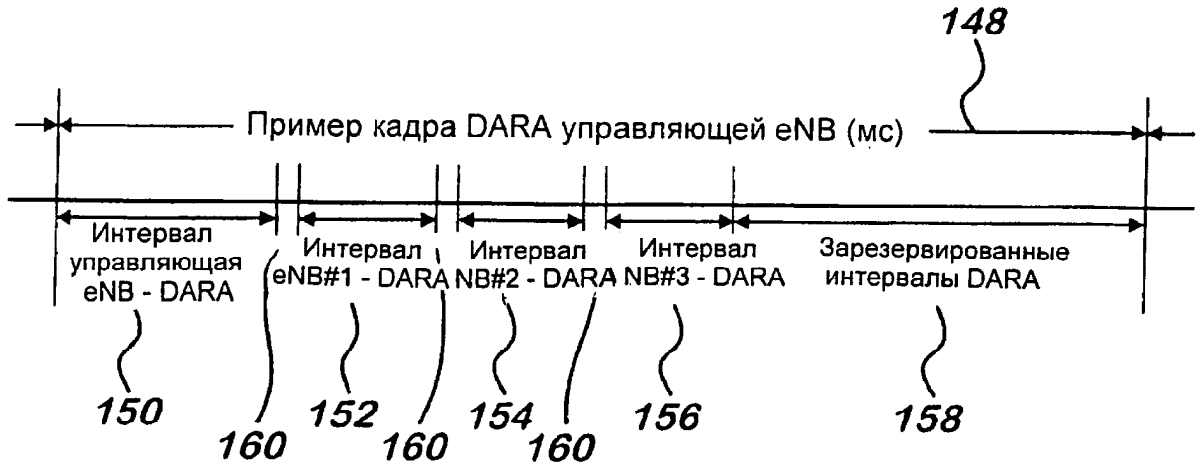 148
Пример кадра DARA управляющей eNB (мс)
Интервал
управляющая
eNB - DARA
Интервал
eNB#1 - DARA
Интервал
NB#2 - DARA
Интервал
NB#3 - DARA
Зарезервированные
интервалы DARA
150
160
152
160
154
160
156
158